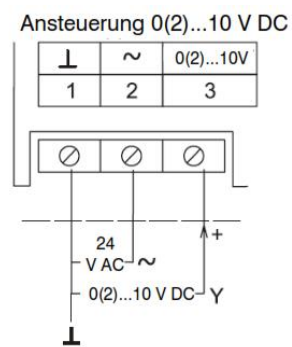 Ansteuerung 0(2)...10 V DC
⊥ ~ 0(2)...10V
1 2 3
+
24
V AC ~
0(2)...10 V DC Y
⊥